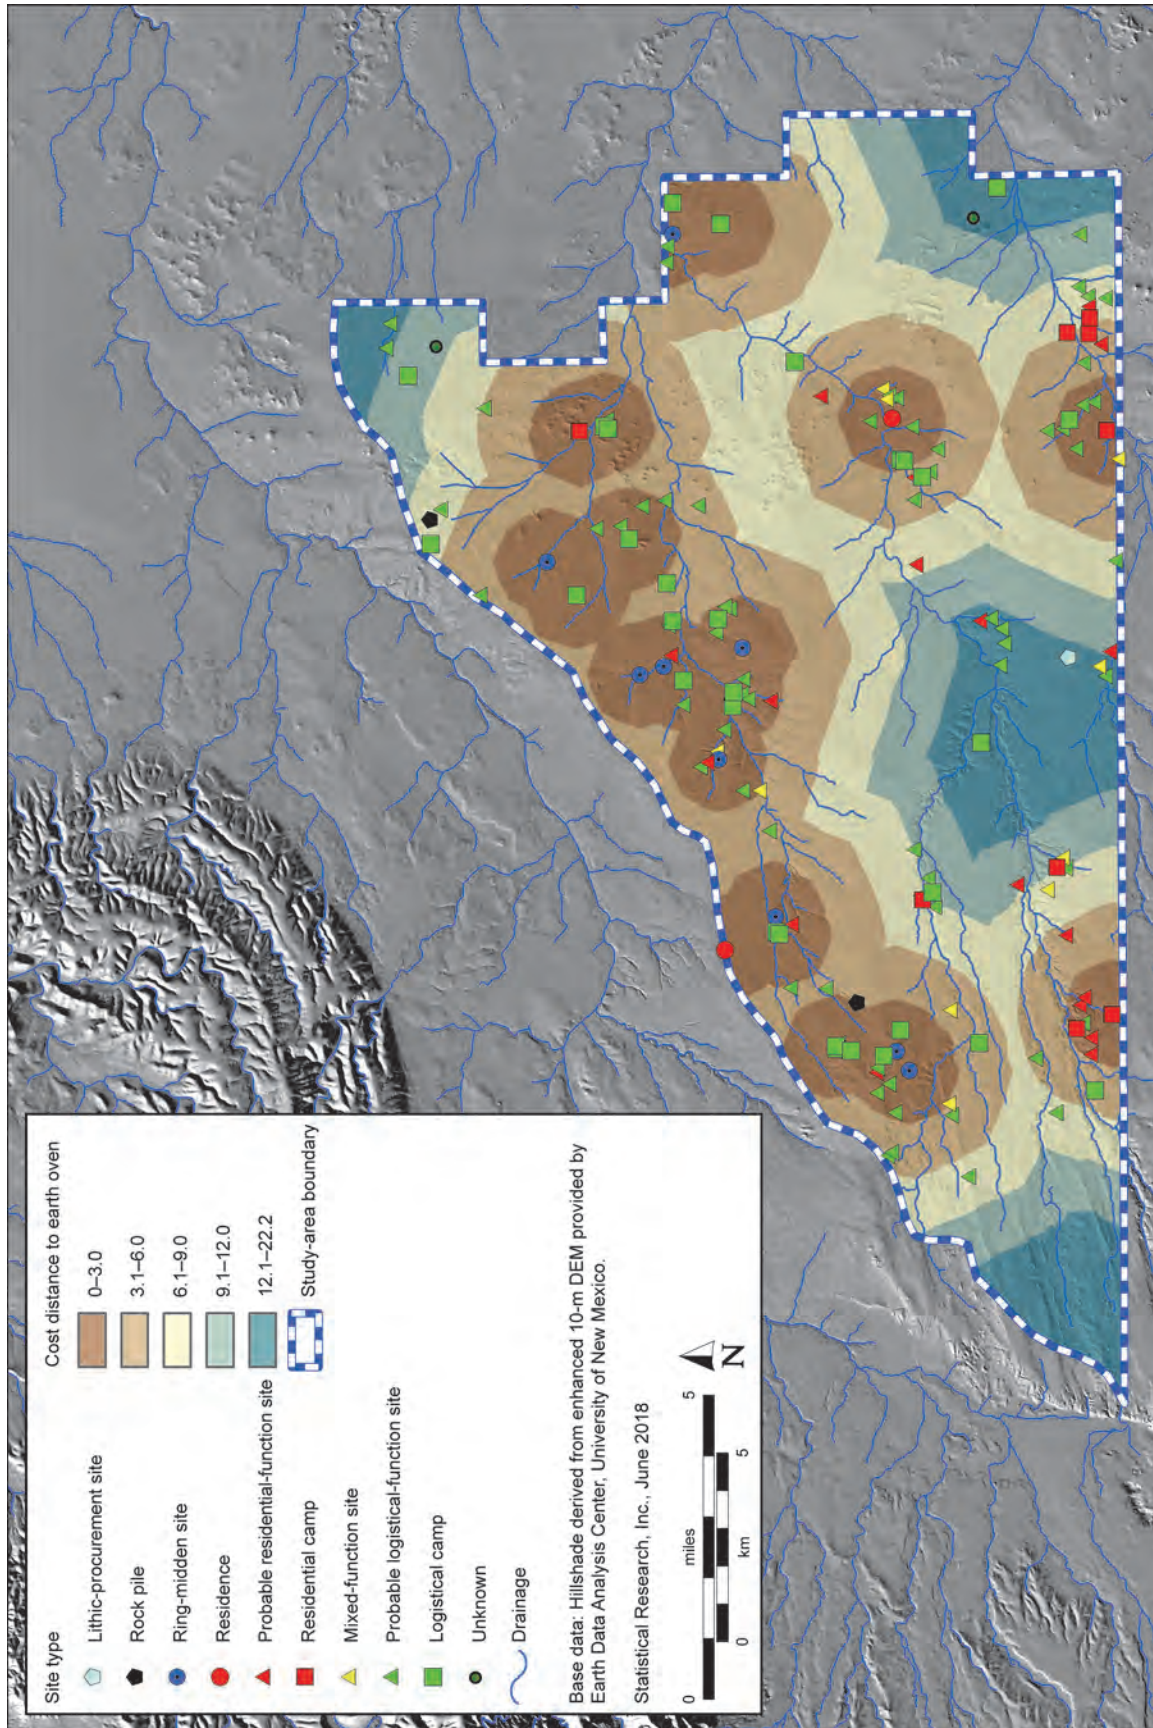 Site type
Lithic-procurement site
Rock pile
Ring-midden site
Residence
Probable residential-function site
Residential camp
Mixed-function site
Probable logistical-function site
Logistical camp
Unknown
Drainage
Cost distance to earth oven
0–3.0
3.1–6.0
6.1–9.0
9.1–12.0
12.1–22.2
Study-area boundary
Base data: Hillshade derived from enhanced 10-m DEM provided by
Earth Data Analysis Center, University of New Mexico.
Statistical Research, Inc., June 2018
0 miles 5
0 km 5
N